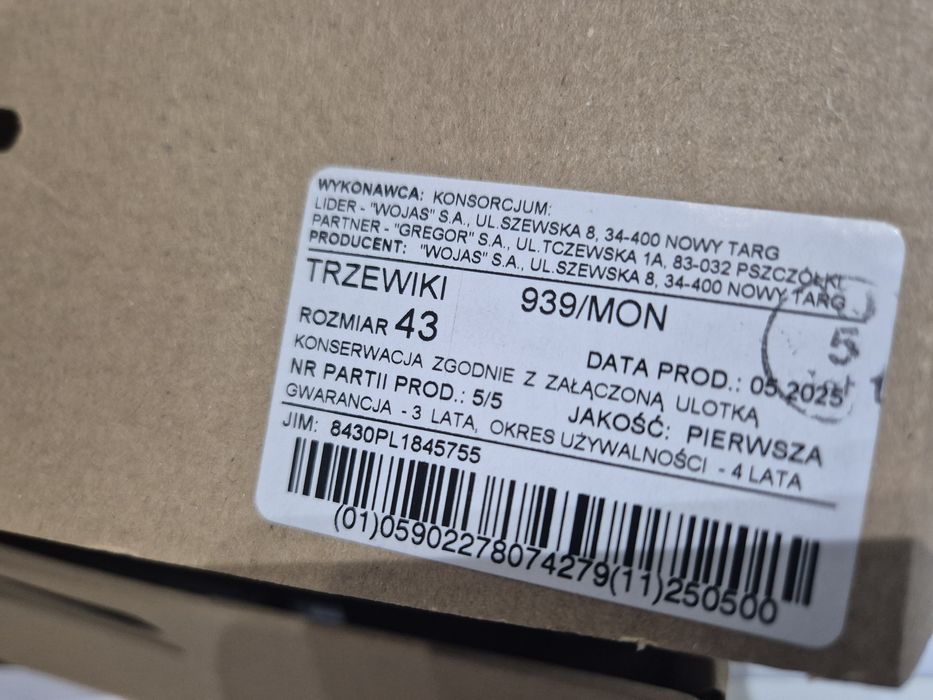 WYKONAWCA: KONSORCJUM:
LIDER - "WOJAS" S.A., UL.SZEWSKA 8, 34-400 NOWY TARG
PARTNER - "GREGOR" S.A., UL.TCZEWSKA 1A, 83-032 PSZCZÓŁKI
PRODUCENT: "WOJAS" S.A., UL.SZEWSKA 8, 34-400 NOWY TARG
TRZEWIKI 939/MON
ROZMIAR 43 DATA PROD.: 05.2025
KONSERWACJA ZGODNIE Z ZAŁĄCZONĄ ULOTKĄ
NR PARTII PROD.: 5/5 JAKOŚĆ: PIERWSZA
GWARANCJA - 3 LATA, OKRES UŻYWALNOŚCI - 4 LATA
JIM: 8430PL1845755
(01)05902278074279(11)250500
5